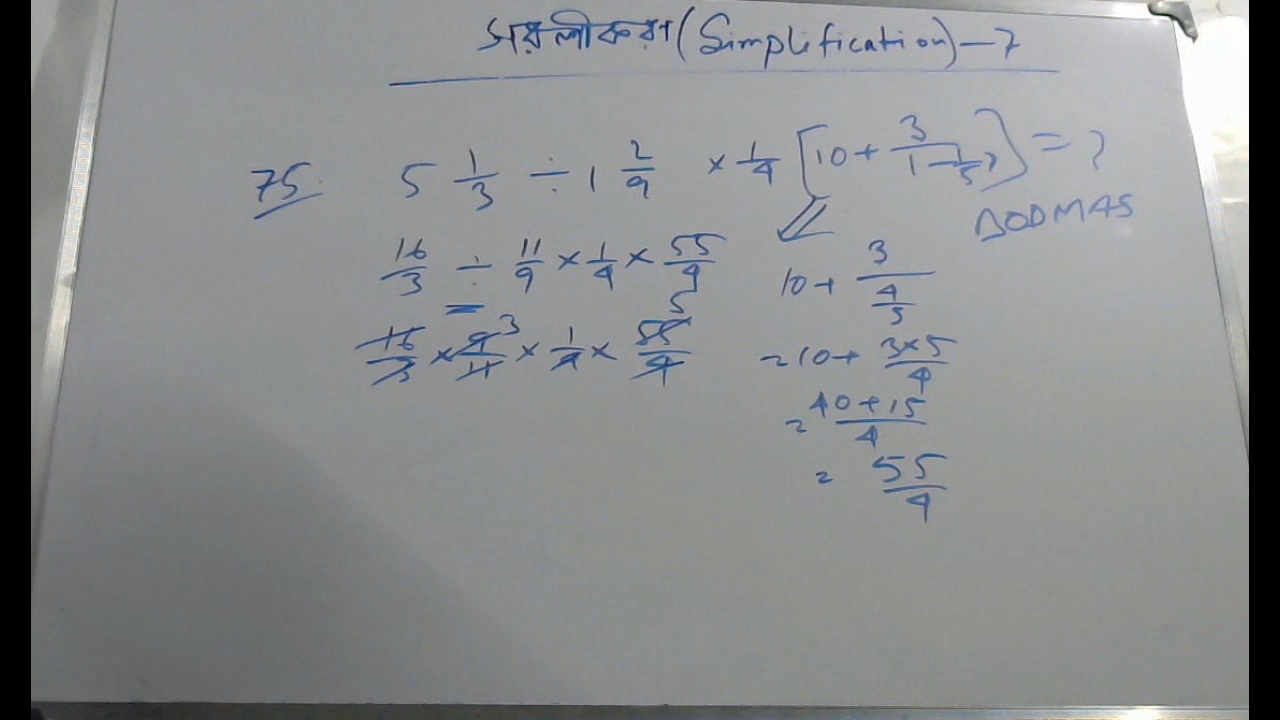 সরলীকরণ (Simplification) - 7
75. 5 1/3 ÷ 1 2/9 × 1/4 [10 + 3/(1 - 1/5)] = ?
BODMAS
16/3 ÷ 11/9 × 1/4 × 55/4
16/3 × 9/11 × 1/4 × 55/4
3
5
10 + 3/(4/5)
= 10 + 3×5/4
= 40+15/4
= 55/4